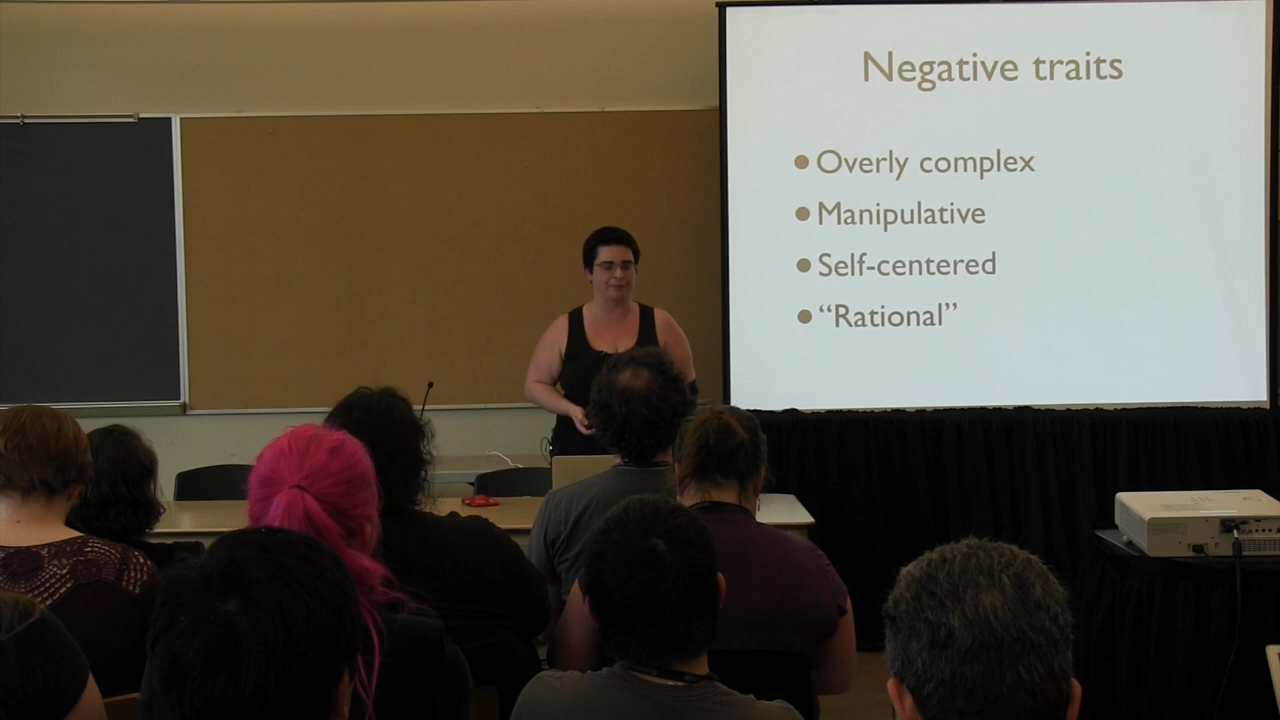 Negative traits
• Overly complex
• Manipulative
• Self-centered
• “Rational”